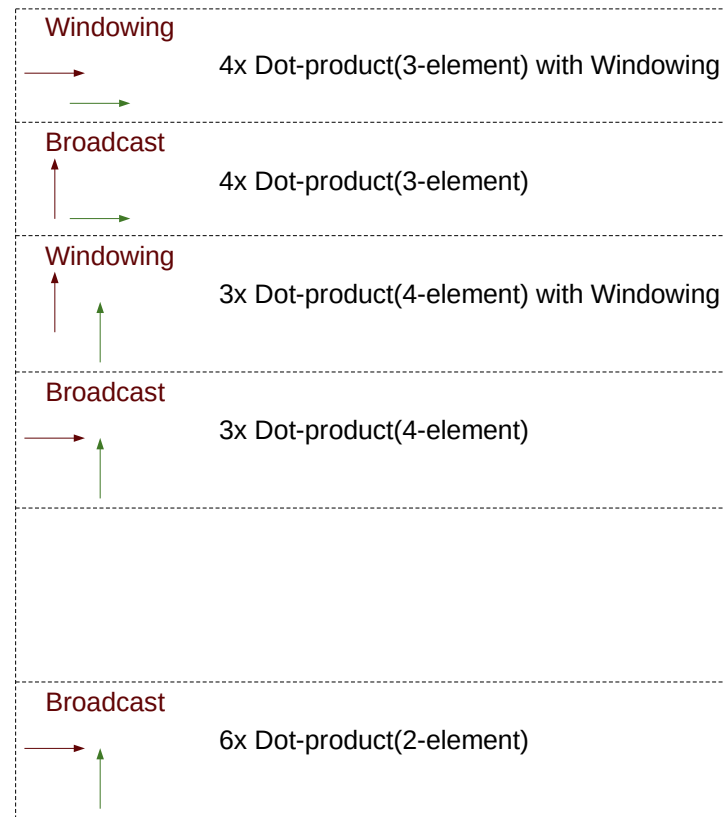 Windowing
4x Dot-product(3-element) with Windowing
Broadcast
4x Dot-product(3-element)
Windowing
3x Dot-product(4-element) with Windowing
Broadcast
3x Dot-product(4-element)
Broadcast
6x Dot-product(2-element)